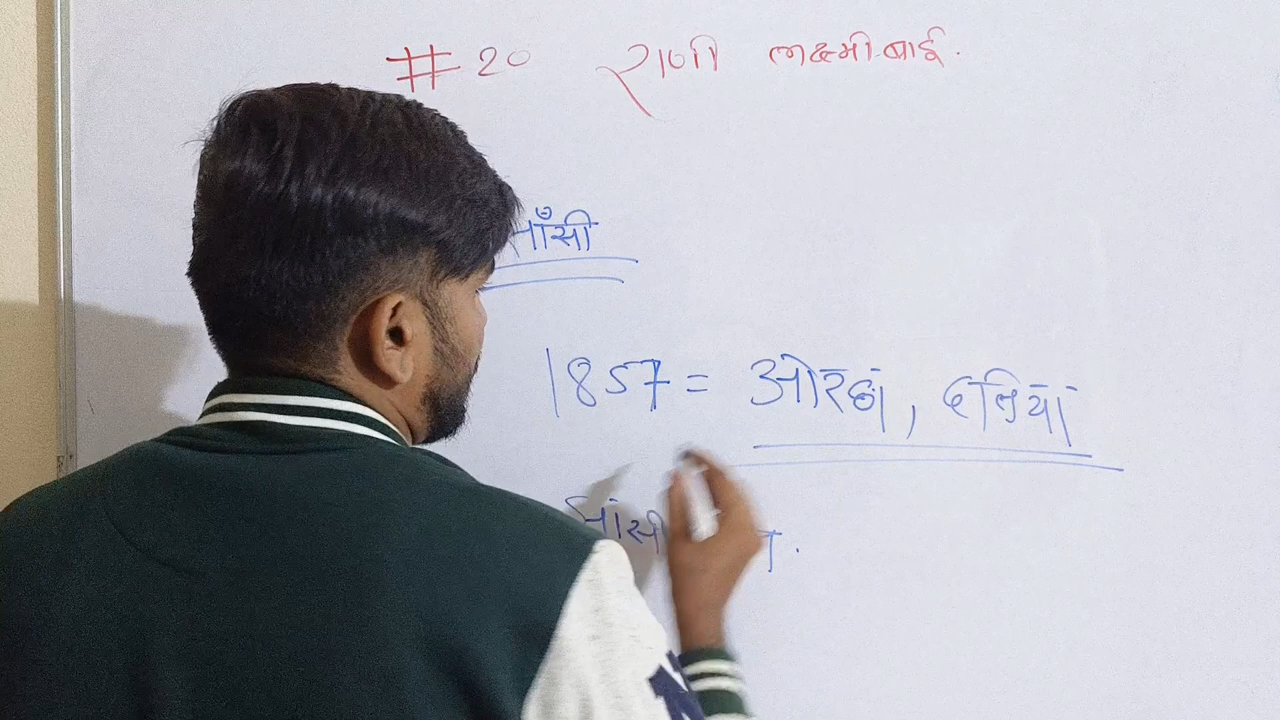 # 20 राणी लक्ष्मीबाई.
झाँसी
1857 = ओरछा, दतिया
झांसी